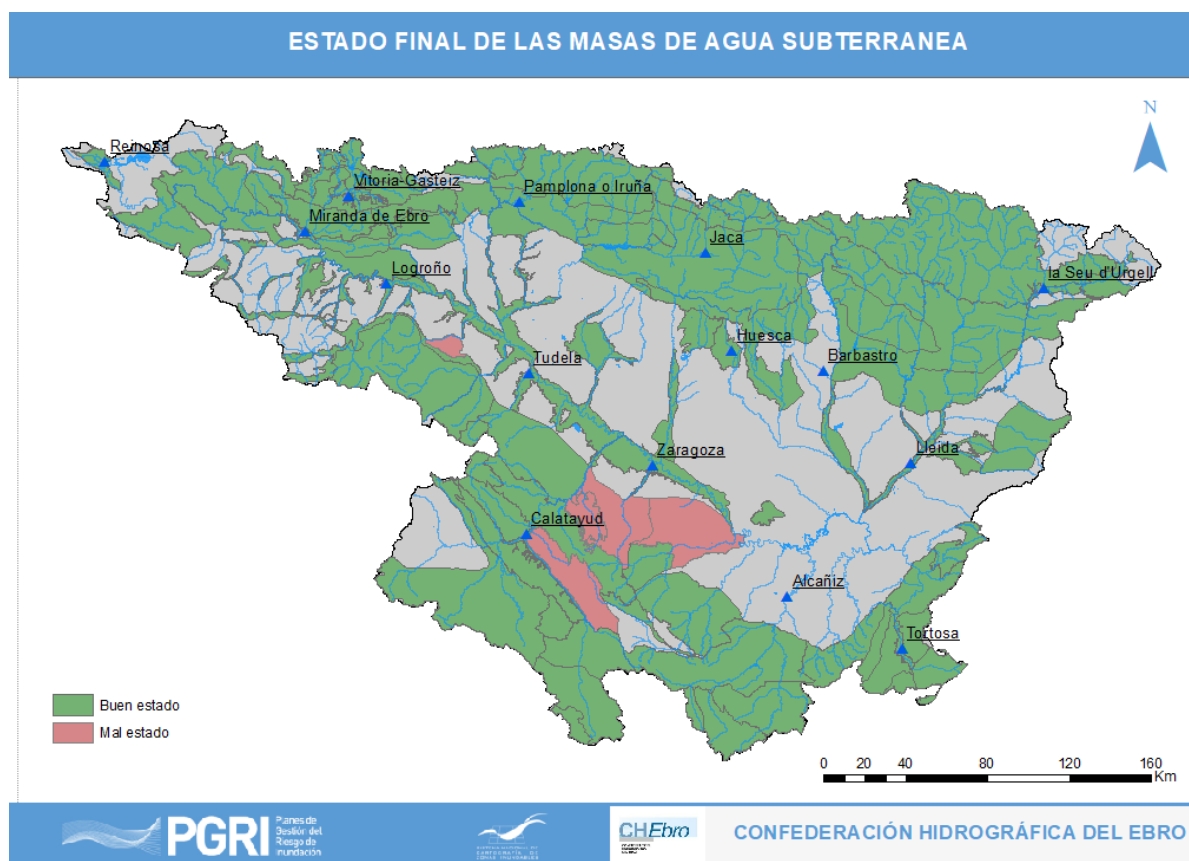 ESTADO FINAL DE LAS MASAS DE AGUA SUBTERRANEA
N
Reinosa
Vitoria-Gasteiz
Pamplona o Iruña
Miranda de Ebro
Jaca
Logroño
la Seu d'Urgell
Huesca
Tudela
Barbastro
Zaragoza
Lleida
Calatayud
Alcañiz
Tortosa
Buen estado
Mal estado
0 20 40 80 120 160
Km
PGRI
Planes de
Gestión del
Riesgo de
Inundación
CHEbro
CONFEDERACIÓN HIDROGRÁFICA DEL EBRO